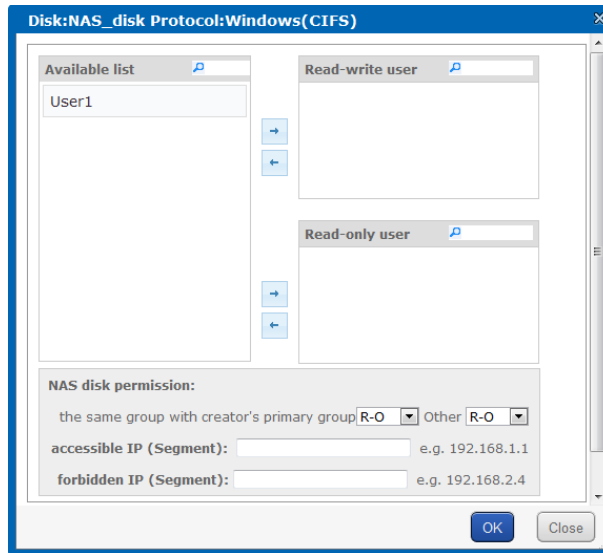 Disk:NAS_disk Protocol:Windows(CIFS)
Available list
User1
Read-write user
Read-only user
NAS disk permission:
the same group with creator's primary group R-O Other R-O
accessible IP (Segment): e.g. 192.168.1.1
forbidden IP (Segment): e.g. 192.168.2.4
OK Close